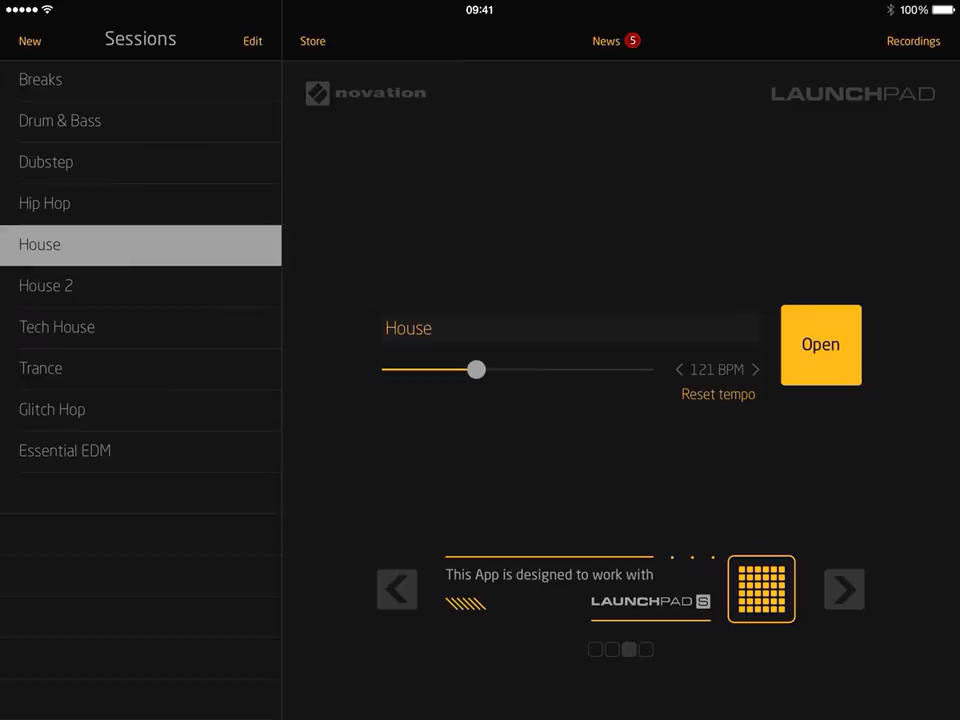 09:41
100%
New
Sessions
Edit
Store
News 5
Recordings
Breaks
Drum & Bass
Dubstep
Hip Hop
House
House 2
Tech House
Trance
Glitch Hop
Essential EDM
novation
LAUNCHPAD
House
Open
121 BPM
Reset tempo
This App is designed to work with
LAUNCHPAD S